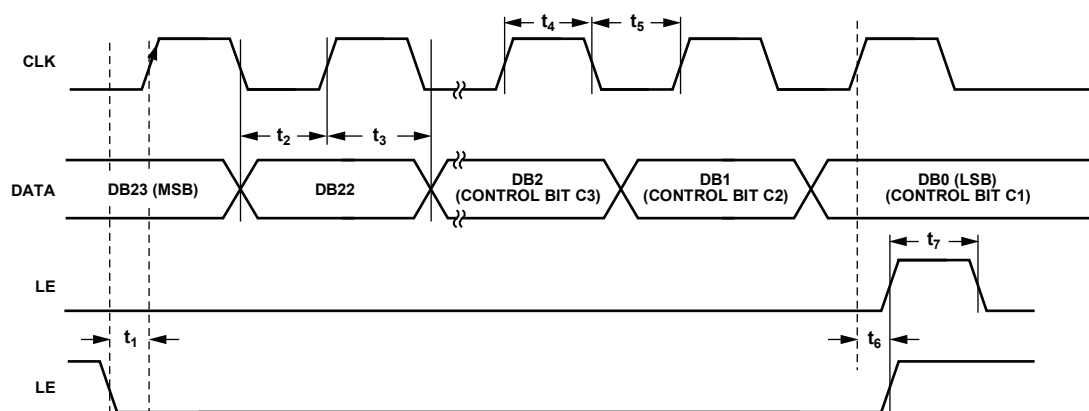 CLK
t4
t5
t2
t3
DATA
DB23 (MSB)
DB22
DB2
(CONTROL BIT C3)
DB1
(CONTROL BIT C2)
DB0 (LSB)
(CONTROL BIT C1)
t7
LE
t1
t6
LE